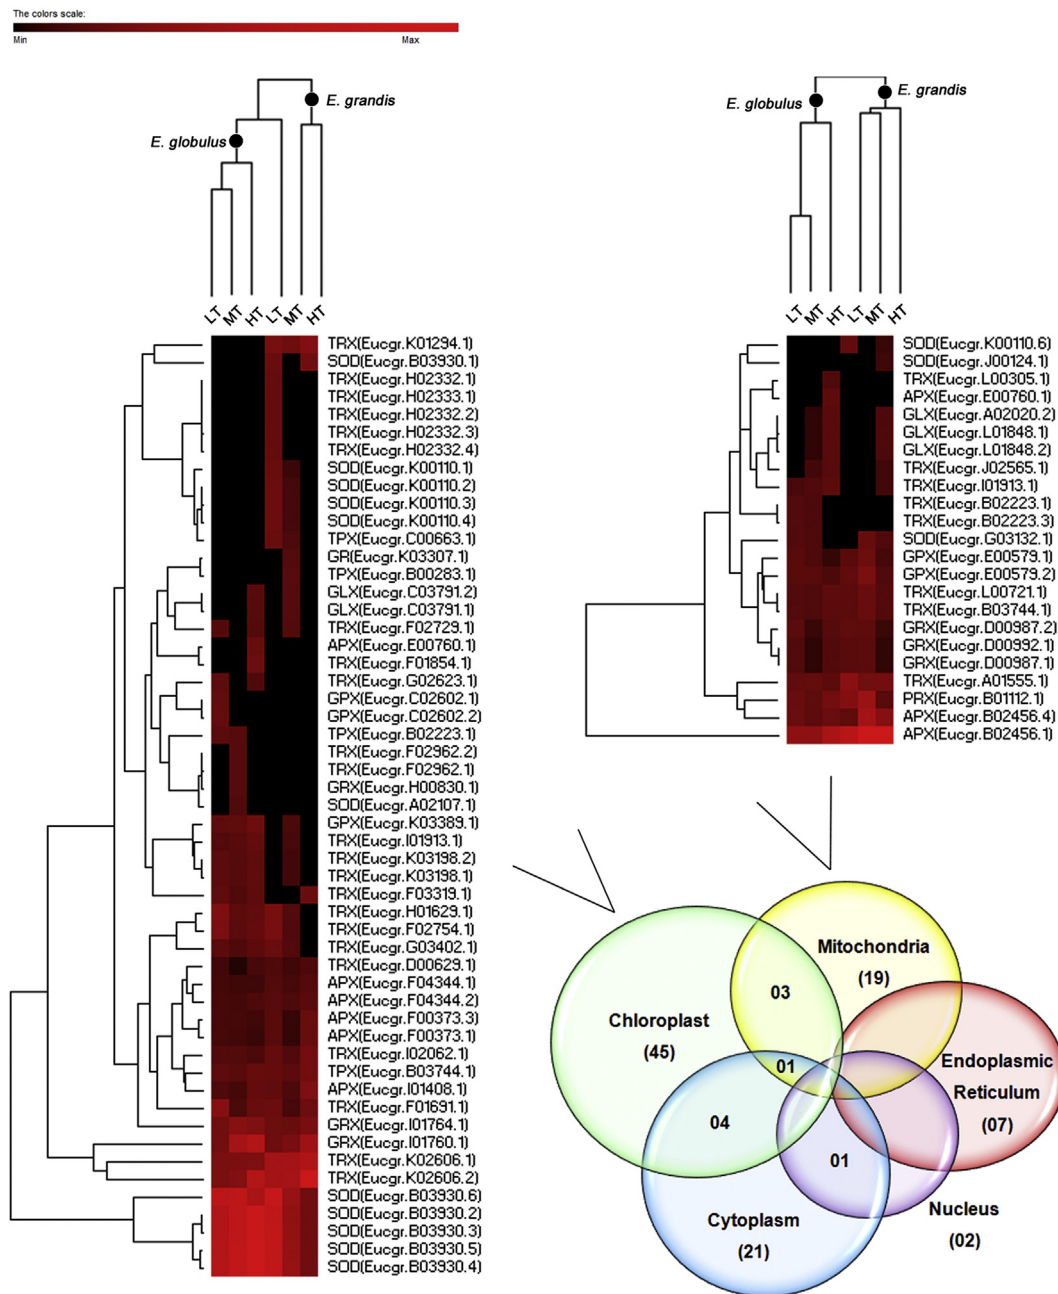 The colors scale:
Min Max
E. globulus
E. grandis
LT MT HT LT MT HT
TRX(Eucgr.K01294.1)
SOD(Eucgr.B03930.1)
TRX(Eucgr.H02332.1)
TRX(Eucgr.H02333.1)
TRX(Eucgr.H02332.2)
TRX(Eucgr.H02332.3)
TRX(Eucgr.H02332.4)
SOD(Eucgr.K00110.1)
SOD(Eucgr.K00110.2)
SOD(Eucgr.K00110.3)
SOD(Eucgr.K00110.4)
TPX(Eucgr.C00663.1)
GR(Eucgr.K03307.1)
TPX(Eucgr.B00283.1)
GLX(Eucgr.C03791.2)
GLX(Eucgr.C03791.1)
TRX(Eucgr.F02729.1)
APX(Eucgr.E00760.1)
TRX(Eucgr.F01854.1)
TRX(Eucgr.G02623.1)
GPX(Eucgr.C02602.1)
GPX(Eucgr.C02602.2)
TPX(Eucgr.B02223.1)
TRX(Eucgr.F02962.2)
TRX(Eucgr.F02962.1)
GRX(Eucgr.H00830.1)
SOD(Eucgr.A02107.1)
GPX(Eucgr.K03389.1)
TRX(Eucgr.I01913.1)
TRX(Eucgr.K03198.2)
TRX(Eucgr.K03198.1)
TRX(Eucgr.F03319.1)
TRX(Eucgr.H01629.1)
TRX(Eucgr.F02754.1)
TRX(Eucgr.G03402.1)
TRX(Eucgr.D00629.1)
APX(Eucgr.F04344.1)
APX(Eucgr.F04344.2)
APX(Eucgr.F00373.3)
APX(Eucgr.F00373.1)
TRX(Eucgr.I02062.1)
TPX(Eucgr.B03744.1)
APX(Eucgr.I01408.1)
TRX(Eucgr.F01691.1)
GRX(Eucgr.I01764.1)
GRX(Eucgr.I01760.1)
TRX(Eucgr.K02606.1)
TRX(Eucgr.K02606.2)
SOD(Eucgr.B03930.6)
SOD(Eucgr.B03930.2)
SOD(Eucgr.B03930.3)
SOD(Eucgr.B03930.5)
SOD(Eucgr.B03930.4)
E. globulus
E. grandis
LT MT HT LT MT HT
SOD(Eucgr.K00110.6)
SOD(Eucgr.J00124.1)
TRX(Eucgr.L00305.1)
APX(Eucgr.E00760.1)
GLX(Eucgr.A02020.2)
GLX(Eucgr.L01848.1)
GLX(Eucgr.L01848.2)
TRX(Eucgr.J02565.1)
TRX(Eucgr.I01913.1)
TRX(Eucgr.B02223.1)
TRX(Eucgr.B02223.3)
SOD(Eucgr.G03132.1)
GPX(Eucgr.E00579.1)
GPX(Eucgr.E00579.2)
TRX(Eucgr.L00721.1)
TRX(Eucgr.B03744.1)
GRX(Eucgr.D00987.2)
GRX(Eucgr.D00992.1)
GRX(Eucgr.D00987.1)
TRX(Eucgr.A01555.1)
PRX(Eucgr.B01112.1)
APX(Eucgr.B02456.4)
APX(Eucgr.B02456.1)
Mitochondria
(19)
03
Chloroplast
(45)
01
Endoplasmic
Reticulum
(07)
04
01
Cytoplasm
(21)
Nucleus
(02)